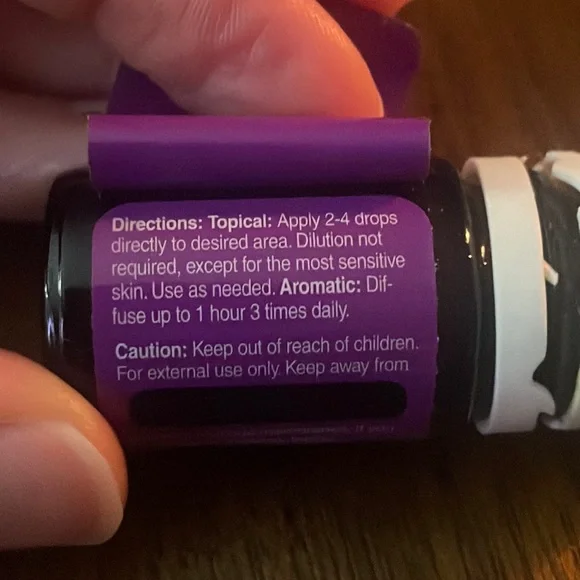 Directions: Topical: Apply 2-4 drops
directly to desired area. Dilution not
required, except for the most sensitive
skin. Use as needed. Aromatic: Dif-
fuse up to 1 hour 3 times daily.
Caution: Keep out of reach of children.
For external use only. Keep away from